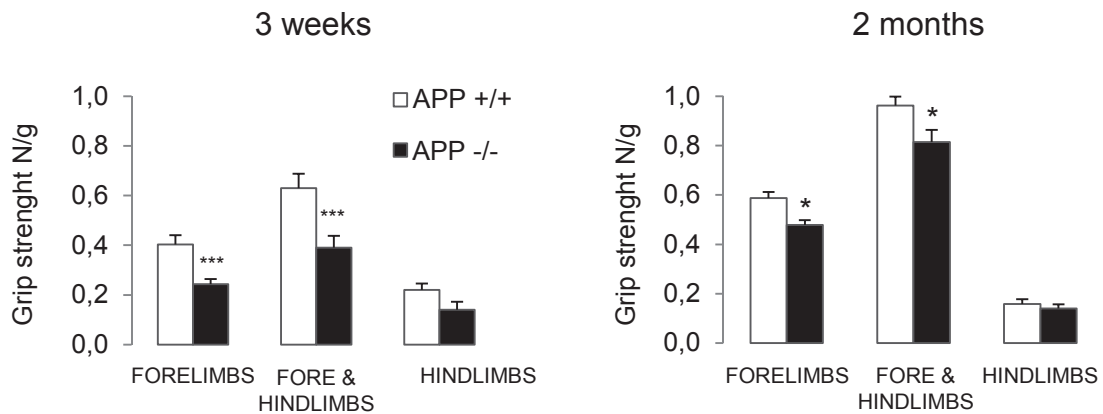 3 weeks
Grip strenght N/g
1,0
0,8
0,6
0,4
0,2
0,0
APP +/+
APP -/-
***
***
FORELIMBS
FORE &
HINDLIMBS
HINDLIMBS
2 months
Grip strenght N/g
1,0
0,8
0,6
0,4
0,2
0,0
*
*
FORELIMBS
FORE &
HINDLIMBS
HINDLIMBS